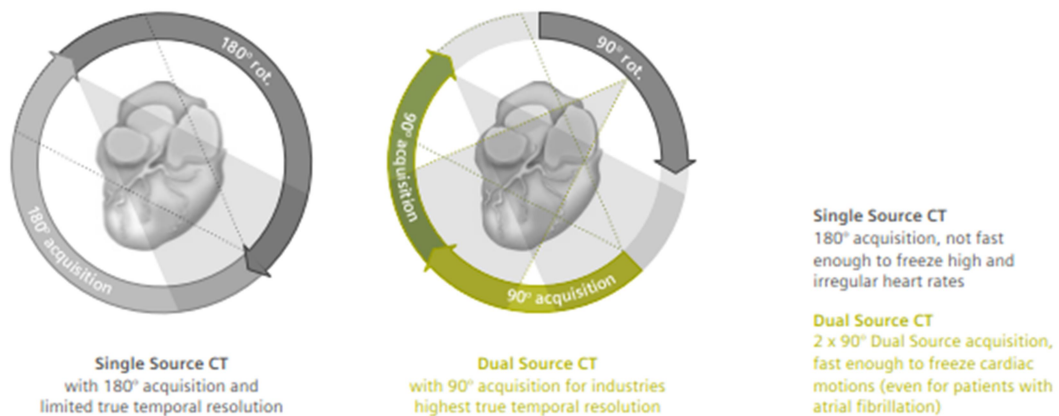 180° rot.
180° acquisition
90° rot.
90° acquisition
90° acquisition
Single Source CT
with 180° acquisition and
limited true temporal resolution
Dual Source CT
with 90° acquisition for industries
highest true temporal resolution
Single Source CT
180° acquisition, not fast
enough to freeze high and
irregular heart rates
Dual Source CT
2 x 90° Dual Source acquisition,
fast enough to freeze cardiac
motions (even for patients with
atrial fibrillation)